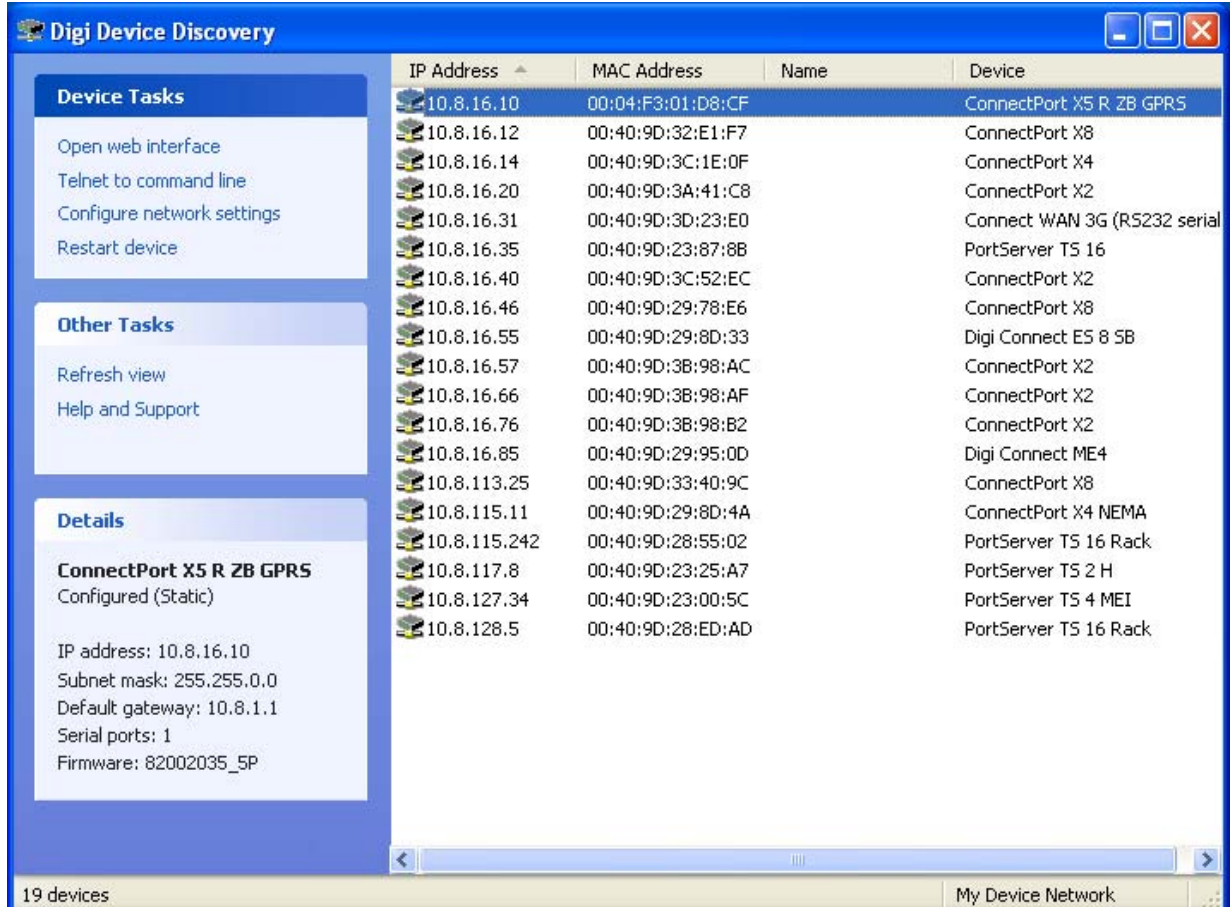 Digi Device Discovery
Device Tasks
Open web interface
Telnet to command line
Configure network settings
Restart device
Other Tasks
Refresh view
Help and Support
Details
ConnectPort X5 R ZB GPRS
Configured (Static)
IP address: 10.8.16.10
Subnet mask: 255.255.0.0
Default gateway: 10.8.1.1
Serial ports: 1
Firmware: 82002035_5P
IP Address MAC Address Name Device
10.8.16.10 00:04:F3:01:D8:CF ConnectPort X5 R ZB GPRS
10.8.16.12 00:40:9D:32:E1:F7 ConnectPort X8
10.8.16.14 00:40:9D:3C:1E:0F ConnectPort X4
10.8.16.20 00:40:9D:3A:41:C8 ConnectPort X2
10.8.16.31 00:40:9D:3D:23:E0 Connect WAN 3G (RS232 serial
10.8.16.35 00:40:9D:23:87:8B PortServer TS 16
10.8.16.40 00:40:9D:3C:52:EC ConnectPort X2
10.8.16.46 00:40:9D:29:78:E6 ConnectPort X8
10.8.16.55 00:40:9D:29:8D:33 Digi Connect ES 8 SB
10.8.16.57 00:40:9D:3B:98:AC ConnectPort X2
10.8.16.66 00:40:9D:3B:98:AF ConnectPort X2
10.8.16.76 00:40:9D:3B:98:B2 ConnectPort X2
10.8.16.85 00:40:9D:29:95:0D Digi Connect ME4
10.8.113.25 00:40:9D:33:40:9C ConnectPort X8
10.8.115.11 00:40:9D:29:8D:4A ConnectPort X4 NEMA
10.8.115.242 00:40:9D:28:55:02 PortServer TS 16 Rack
10.8.117.8 00:40:9D:23:25:A7 PortServer TS 2 H
10.8.127.34 00:40:9D:23:00:5C PortServer TS 4 MEI
10.8.128.5 00:40:9D:28:ED:AD PortServer TS 16 Rack
19 devices My Device Network